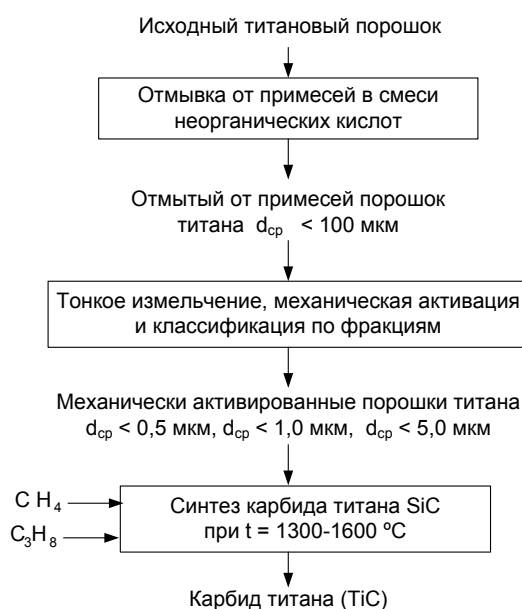 Исходный титановый порошок
Отмывка от примесей в смеси
неорганических кислот
Отмытый от примесей порошок
титана dср < 100 мкм
Тонкое измельчение, механическая активация
и классификация по фракциям
Механически активированные порошки титана
dср < 0,5 мкм, dср < 1,0 мкм, dср < 5,0 мкм
C H₄
C₃H₈
Синтез карбида титана SiC
при t = 1300-1600 ºC
Карбид титана (TiC)